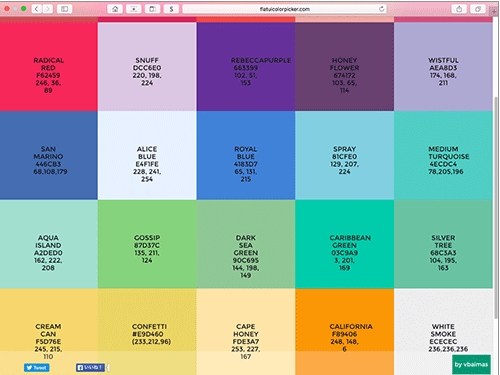 flatuicolorpicker.com
RADICAL
RED
F62459
246, 36,
89
SNUFF
DCC6E0
220, 198,
224
REBECCAPURPLE
663399
102, 51,
153
HONEY
FLOWER
674172
103, 65,
114
WISTFUL
AEA8D3
174, 168,
211
SAN
MARINO
446CB3
68,108,179
ALICE
BLUE
E4F1FE
228, 241,
254
ROYAL
BLUE
4183D7
65, 131,
215
SPRAY
81CFE0
129, 207,
224
MEDIUM
TURQUOISE
4ECDC4
78,205,196
AQUA
ISLAND
A2DED0
162, 222,
208
GOSSIP
87D37C
135, 211,
124
DARK
SEA
GREEN
90C695
144, 198,
149
CARIBBEAN
GREEN
03C9A9
3, 201,
169
SILVER
TREE
68C3A3
104, 195,
163
CREAM
CAN
F5D76E
245, 215,
110
CONFETTI
#E9D460
(233,212,96)
CAPE
HONEY
FDE3A7
253, 227,
167
CALIFORNIA
F89406
248, 148,
6
WHITE
SMOKE
ECECEC
236,236,236
Tweet
いいね！
by vbaimas